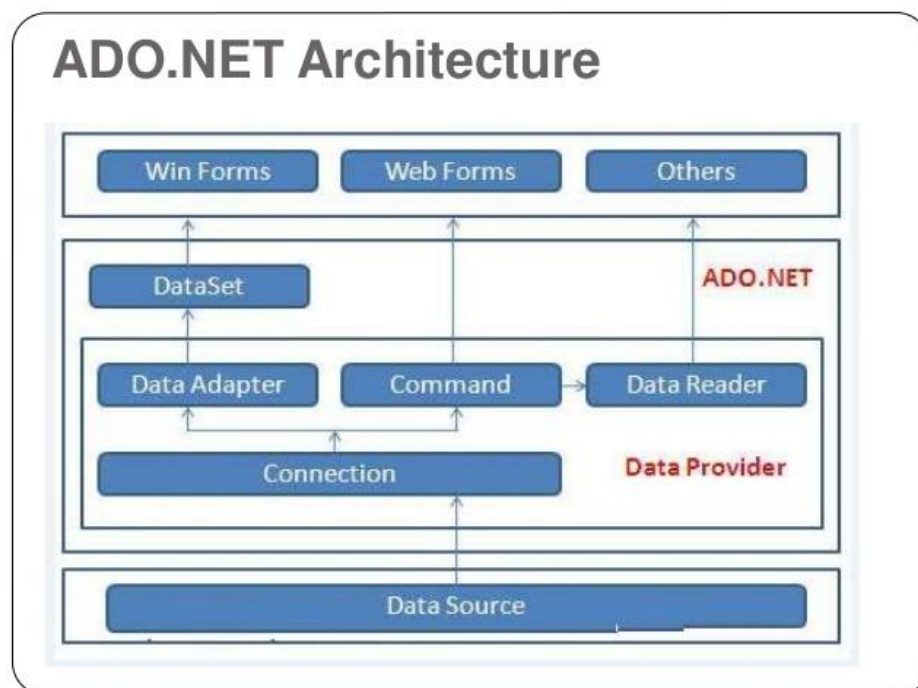 ADO.NET Architecture
Win Forms
Web Forms
Others
DataSet
ADO.NET
Data Adapter
Command
Data Reader
Connection
Data Provider
Data Source